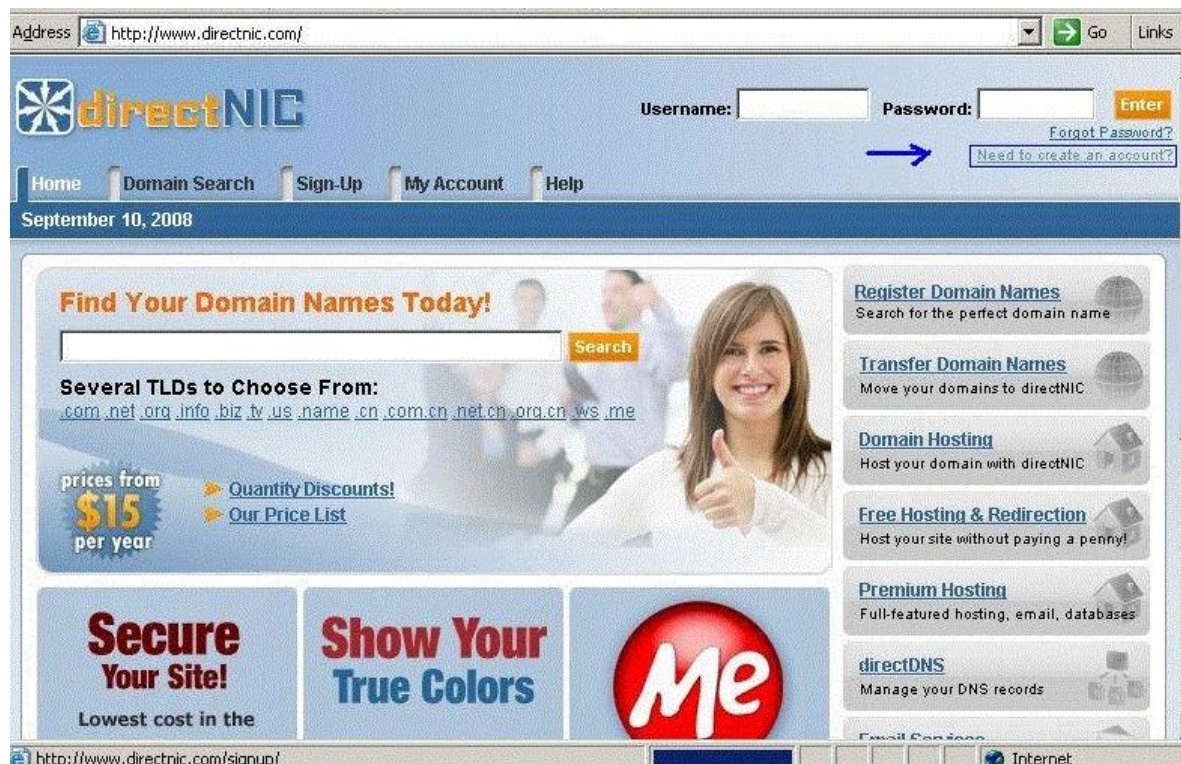 Address http://www.directnic.com/ Go Links
directNIC
Username: Password: Enter
Forgot Password?
Need to create an account?
Home Domain Search Sign-Up My Account Help
September 10, 2008
Find Your Domain Names Today!
Search
Several TLDs to Choose From:
.com .net .org .info .biz .tv .us .name .cn .com.cn .net.cn .org.cn .ws .me
prices from
$15
per year
Quantity Discounts!
Our Price List
Register Domain Names
Search for the perfect domain name
Transfer Domain Names
Move your domains to directNIC
Domain Hosting
Host your domain with directNIC
Free Hosting & Redirection
Host your site without paying a penny!
Premium Hosting
Full-featured hosting, email, databases
directDNS
Manage your DNS records
Email Services
Secure
Your Site!
Lowest cost in the
Show Your
True Colors
Me
http://www.directnic.com/signup/ Internet